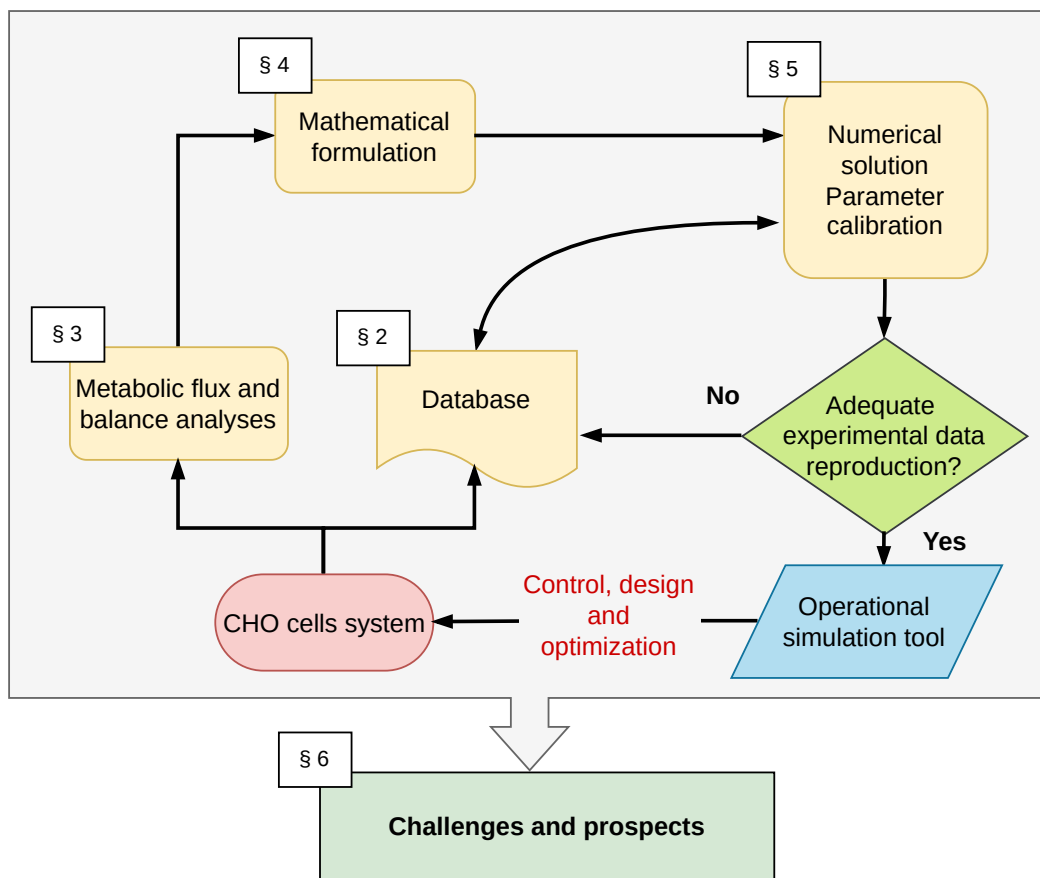 § 4
Mathematical
formulation
§ 5
Numerical
solution
Parameter
calibration
§ 3
Metabolic flux and
balance analyses
§ 2
Database
No
Adequate
experimental data
reproduction?
Yes
CHO cells system
Control, design
and
optimization
Operational
simulation tool
§ 6
Challenges and prospects